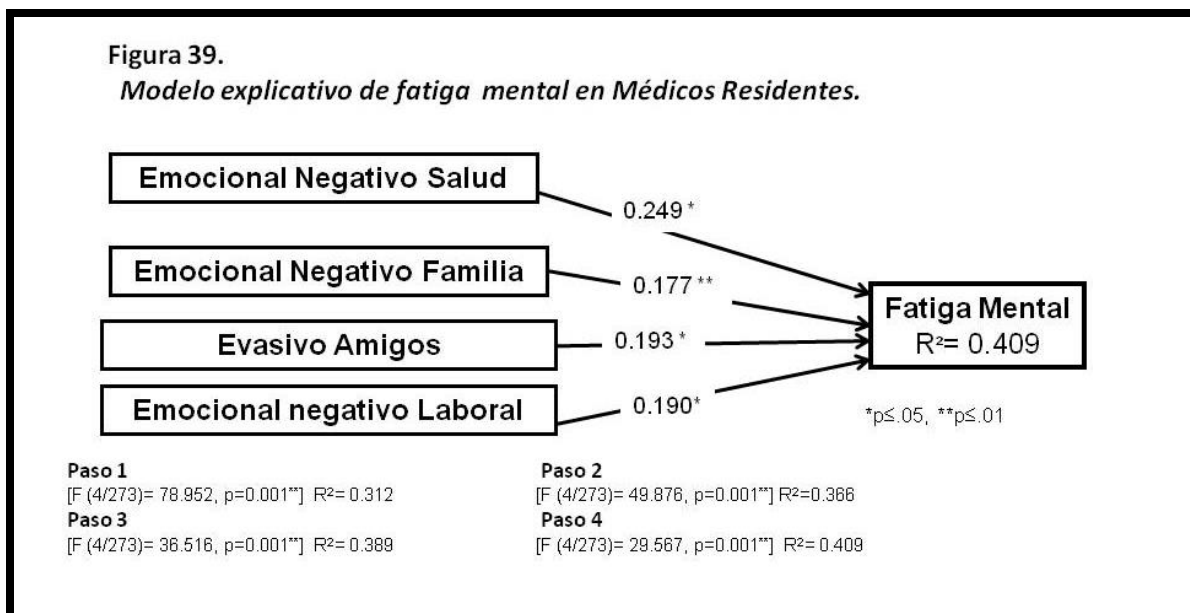 Figura 39.
Modelo explicativo de fatiga mental en Médicos Residentes.
Emocional Negativo Salud
0.249 *
Emocional Negativo Familia
0.177 **
Evasivo Amigos
0.193 *
Emocional negativo Laboral
0.190*
Fatiga Mental
R²= 0.409
*p≤.05, **p≤.01
Paso 1
[F (4/273)= 78.952, p=0.001**] R²= 0.312
Paso 2
[F (4/273)= 49.876, p=0.001**] R²=0.366
Paso 3
[F (4/273)= 36.516, p=0.001**] R²= 0.389
Paso 4
[F (4/273)= 29.567, p=0.001**] R²= 0.409